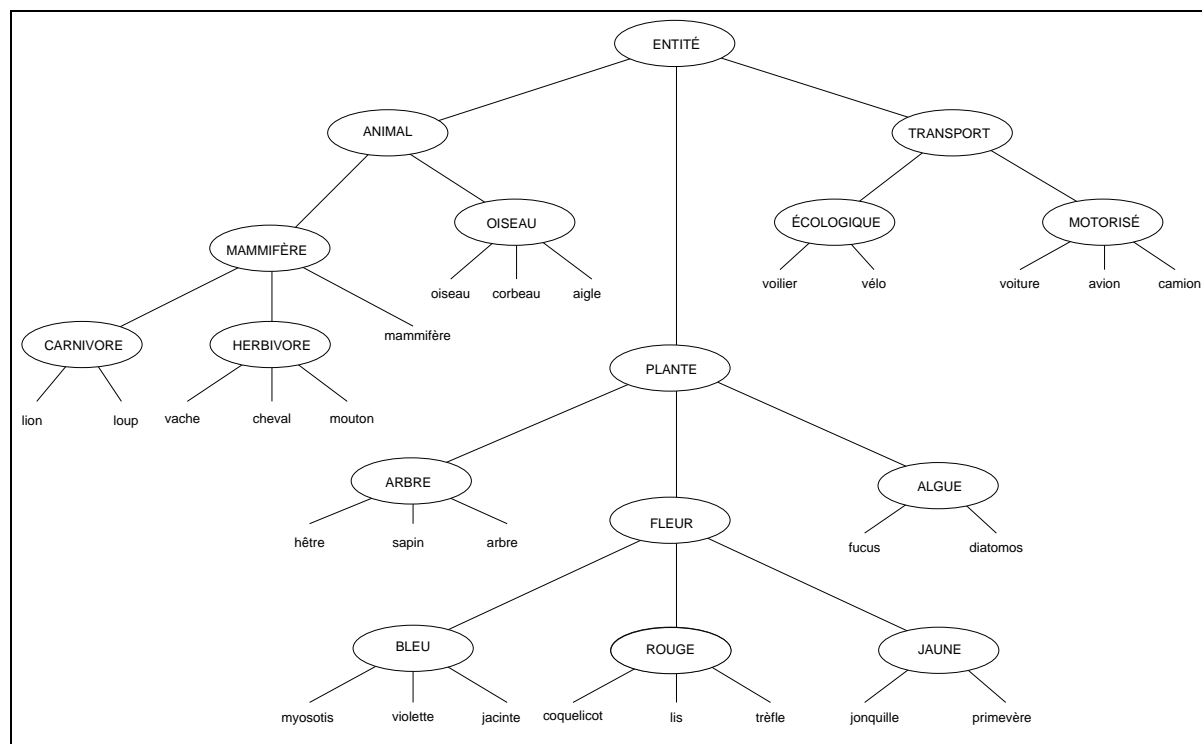 ENTITÉ
ANIMAL
TRANSPORT
MAMMIFÈRE
OISEAU
ÉCOLOGIQUE
MOTORISÉ
oiseau corbeau aigle
voilier vélo
voiture avion camion
CARNIVORE
HERBIVORE
mammifère
PLANTE
lion loup
vache cheval mouton
ARBRE
ALGUE
FLEUR
hêtre sapin arbre
fucus diatomos
BLEU
ROUGE
JAUNE
myosotis violette jacinte
coquelicot lis trèfle
jonquille primevère